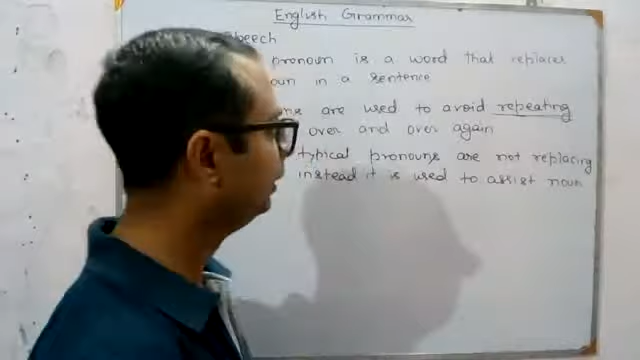 English Grammar
Speech
pronoun is a word that replaces
in a sentence
are used to avoid repeating
over and over again
typical pronouns are not replacing
instead it is used to assist noun